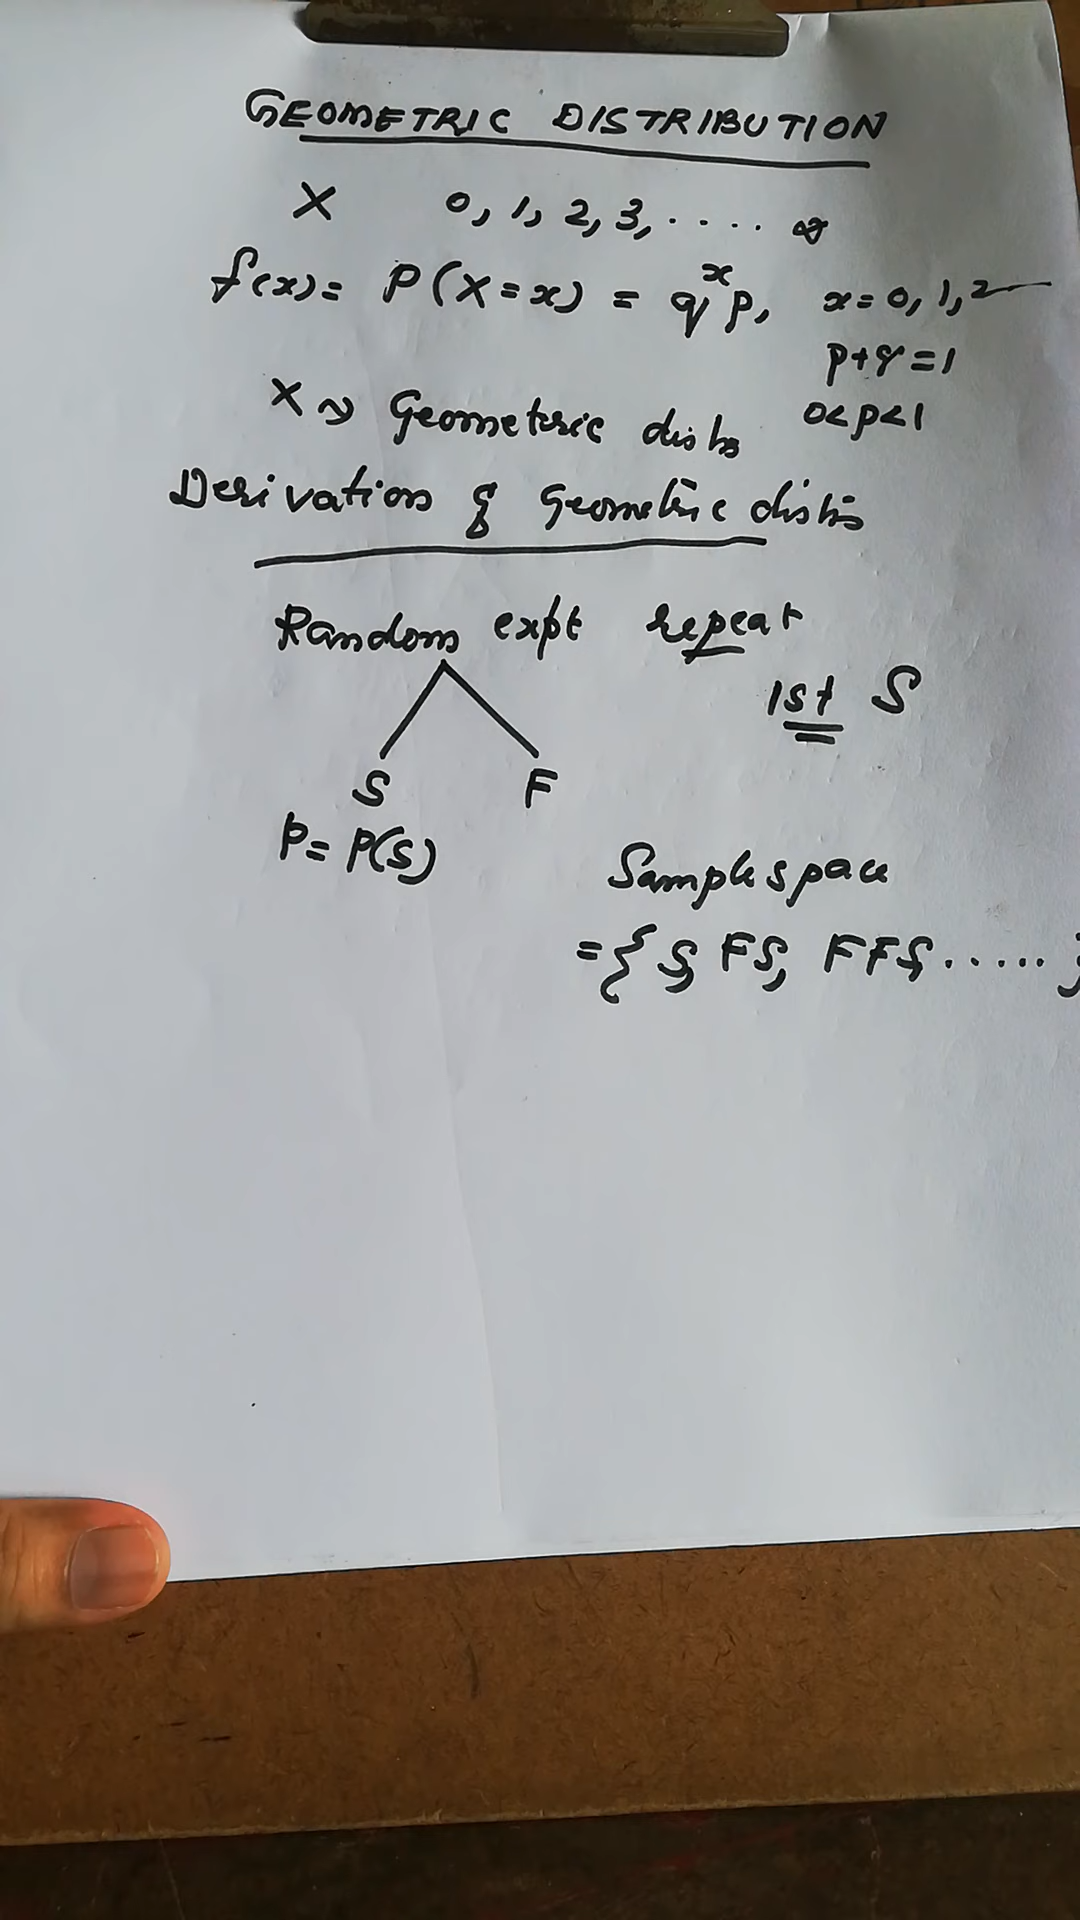 GEOMETRIC DISTRIBUTION
X 0, 1, 2, 3, ..... ∞
f(x) = P(X = x) = q^x p, x = 0, 1, 2 —
p+q = 1
X ~ Geometric distn 0<p<1
Derivation of Geometric distn
Random expt repeat
1st S
S F
P = P(S)
Sample space
= { S, FS, FFS, ..... }